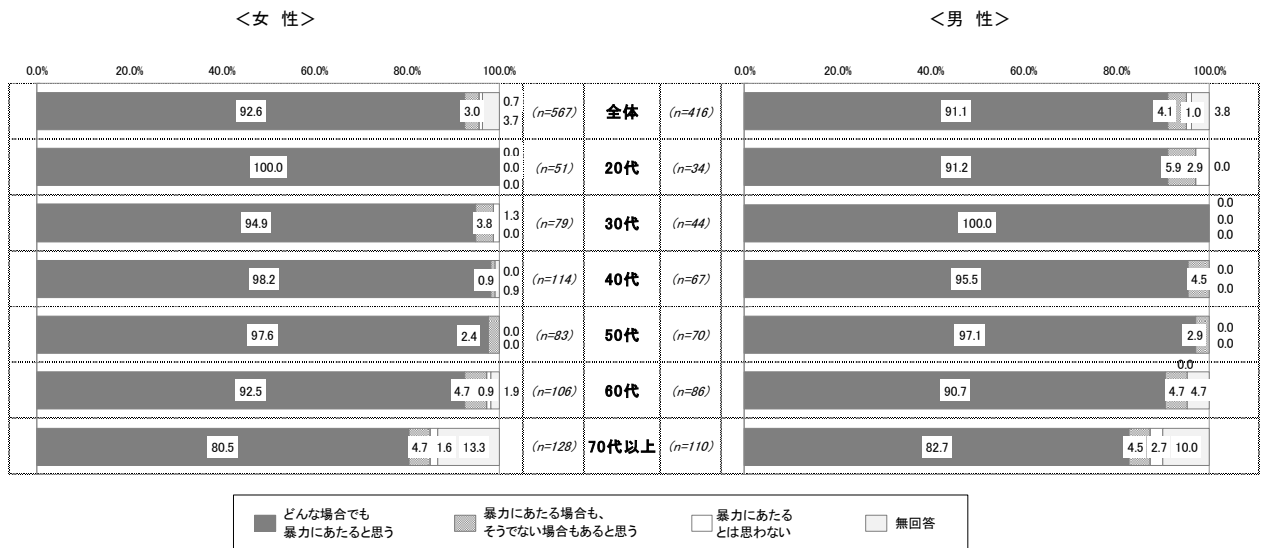 ＜女 性＞ ＜男 性＞
0.0% 20.0% 40.0% 60.0% 80.0% 100.0% 0.0% 20.0% 40.0% 60.0% 80.0% 100.0%
92.6 3.0 0.7 3.7 (n=567) 全体 (n=416) 91.1 4.1 1.0 3.8
100.0 0.0 0.0 0.0 (n=51) 20代 (n=34) 91.2 5.9 2.9 0.0
94.9 3.8 1.3 0.0 (n=79) 30代 (n=44) 100.0 0.0 0.0 0.0
98.2 0.9 0.0 0.9 (n=114) 40代 (n=67) 95.5 4.5 0.0 0.0
97.6 2.4 0.0 0.0 (n=83) 50代 (n=70) 97.1 2.9 0.0 0.0
92.5 4.7 0.9 1.9 (n=106) 60代 (n=86) 90.7 4.7 0.0 4.7
80.5 4.7 1.6 13.3 (n=128) 70代以上 (n=110) 82.7 4.5 2.7 10.0
どんな場合でも
暴力にあたると思う
暴力にあたる場合も、
そうでない場合もあると思う
暴力にあたる
とは思わない
無回答